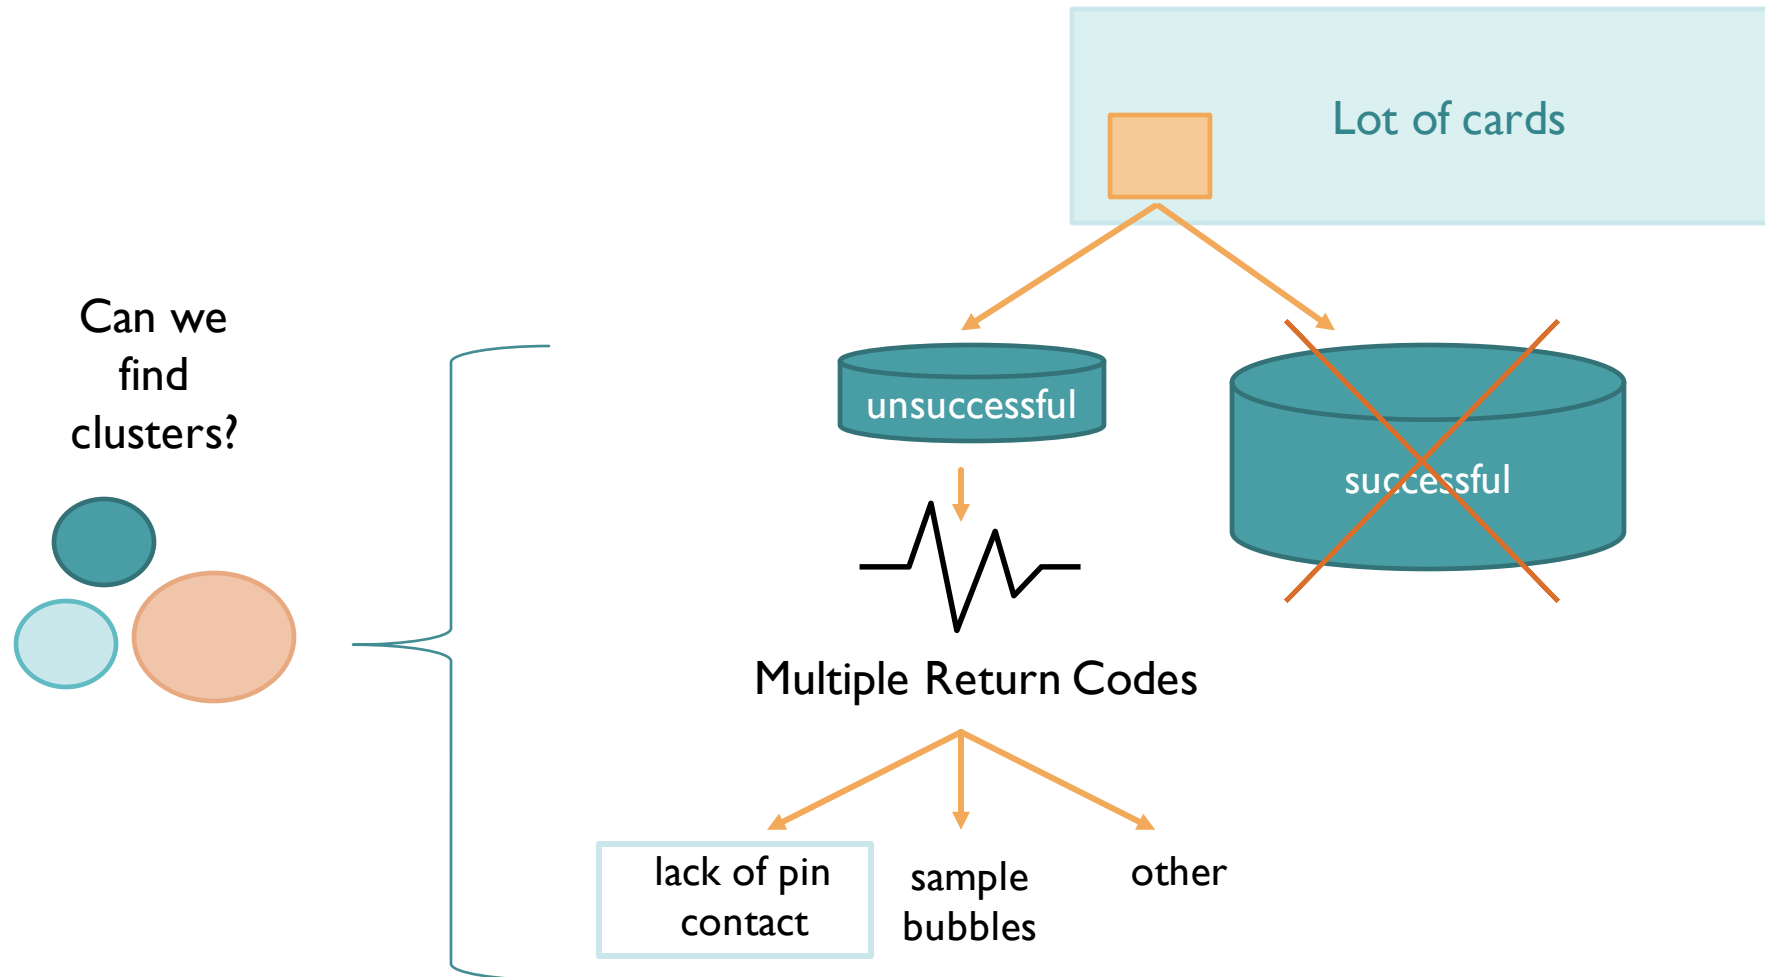 Lot of cards
Can we
find
clusters?
unsuccessful
successful
Multiple Return Codes
lack of pin
contact
sample
bubbles
other